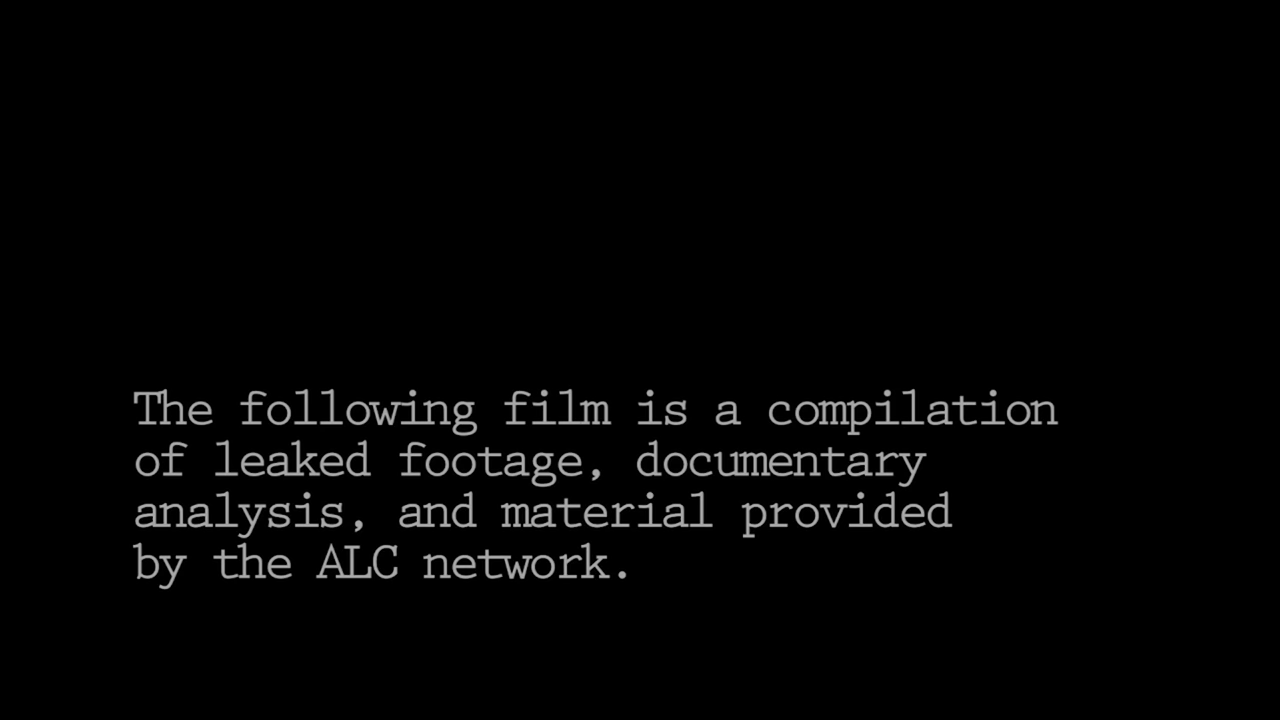 The following film is a compilation
of leaked footage, documentary
analysis, and material provided
by the ALC network.